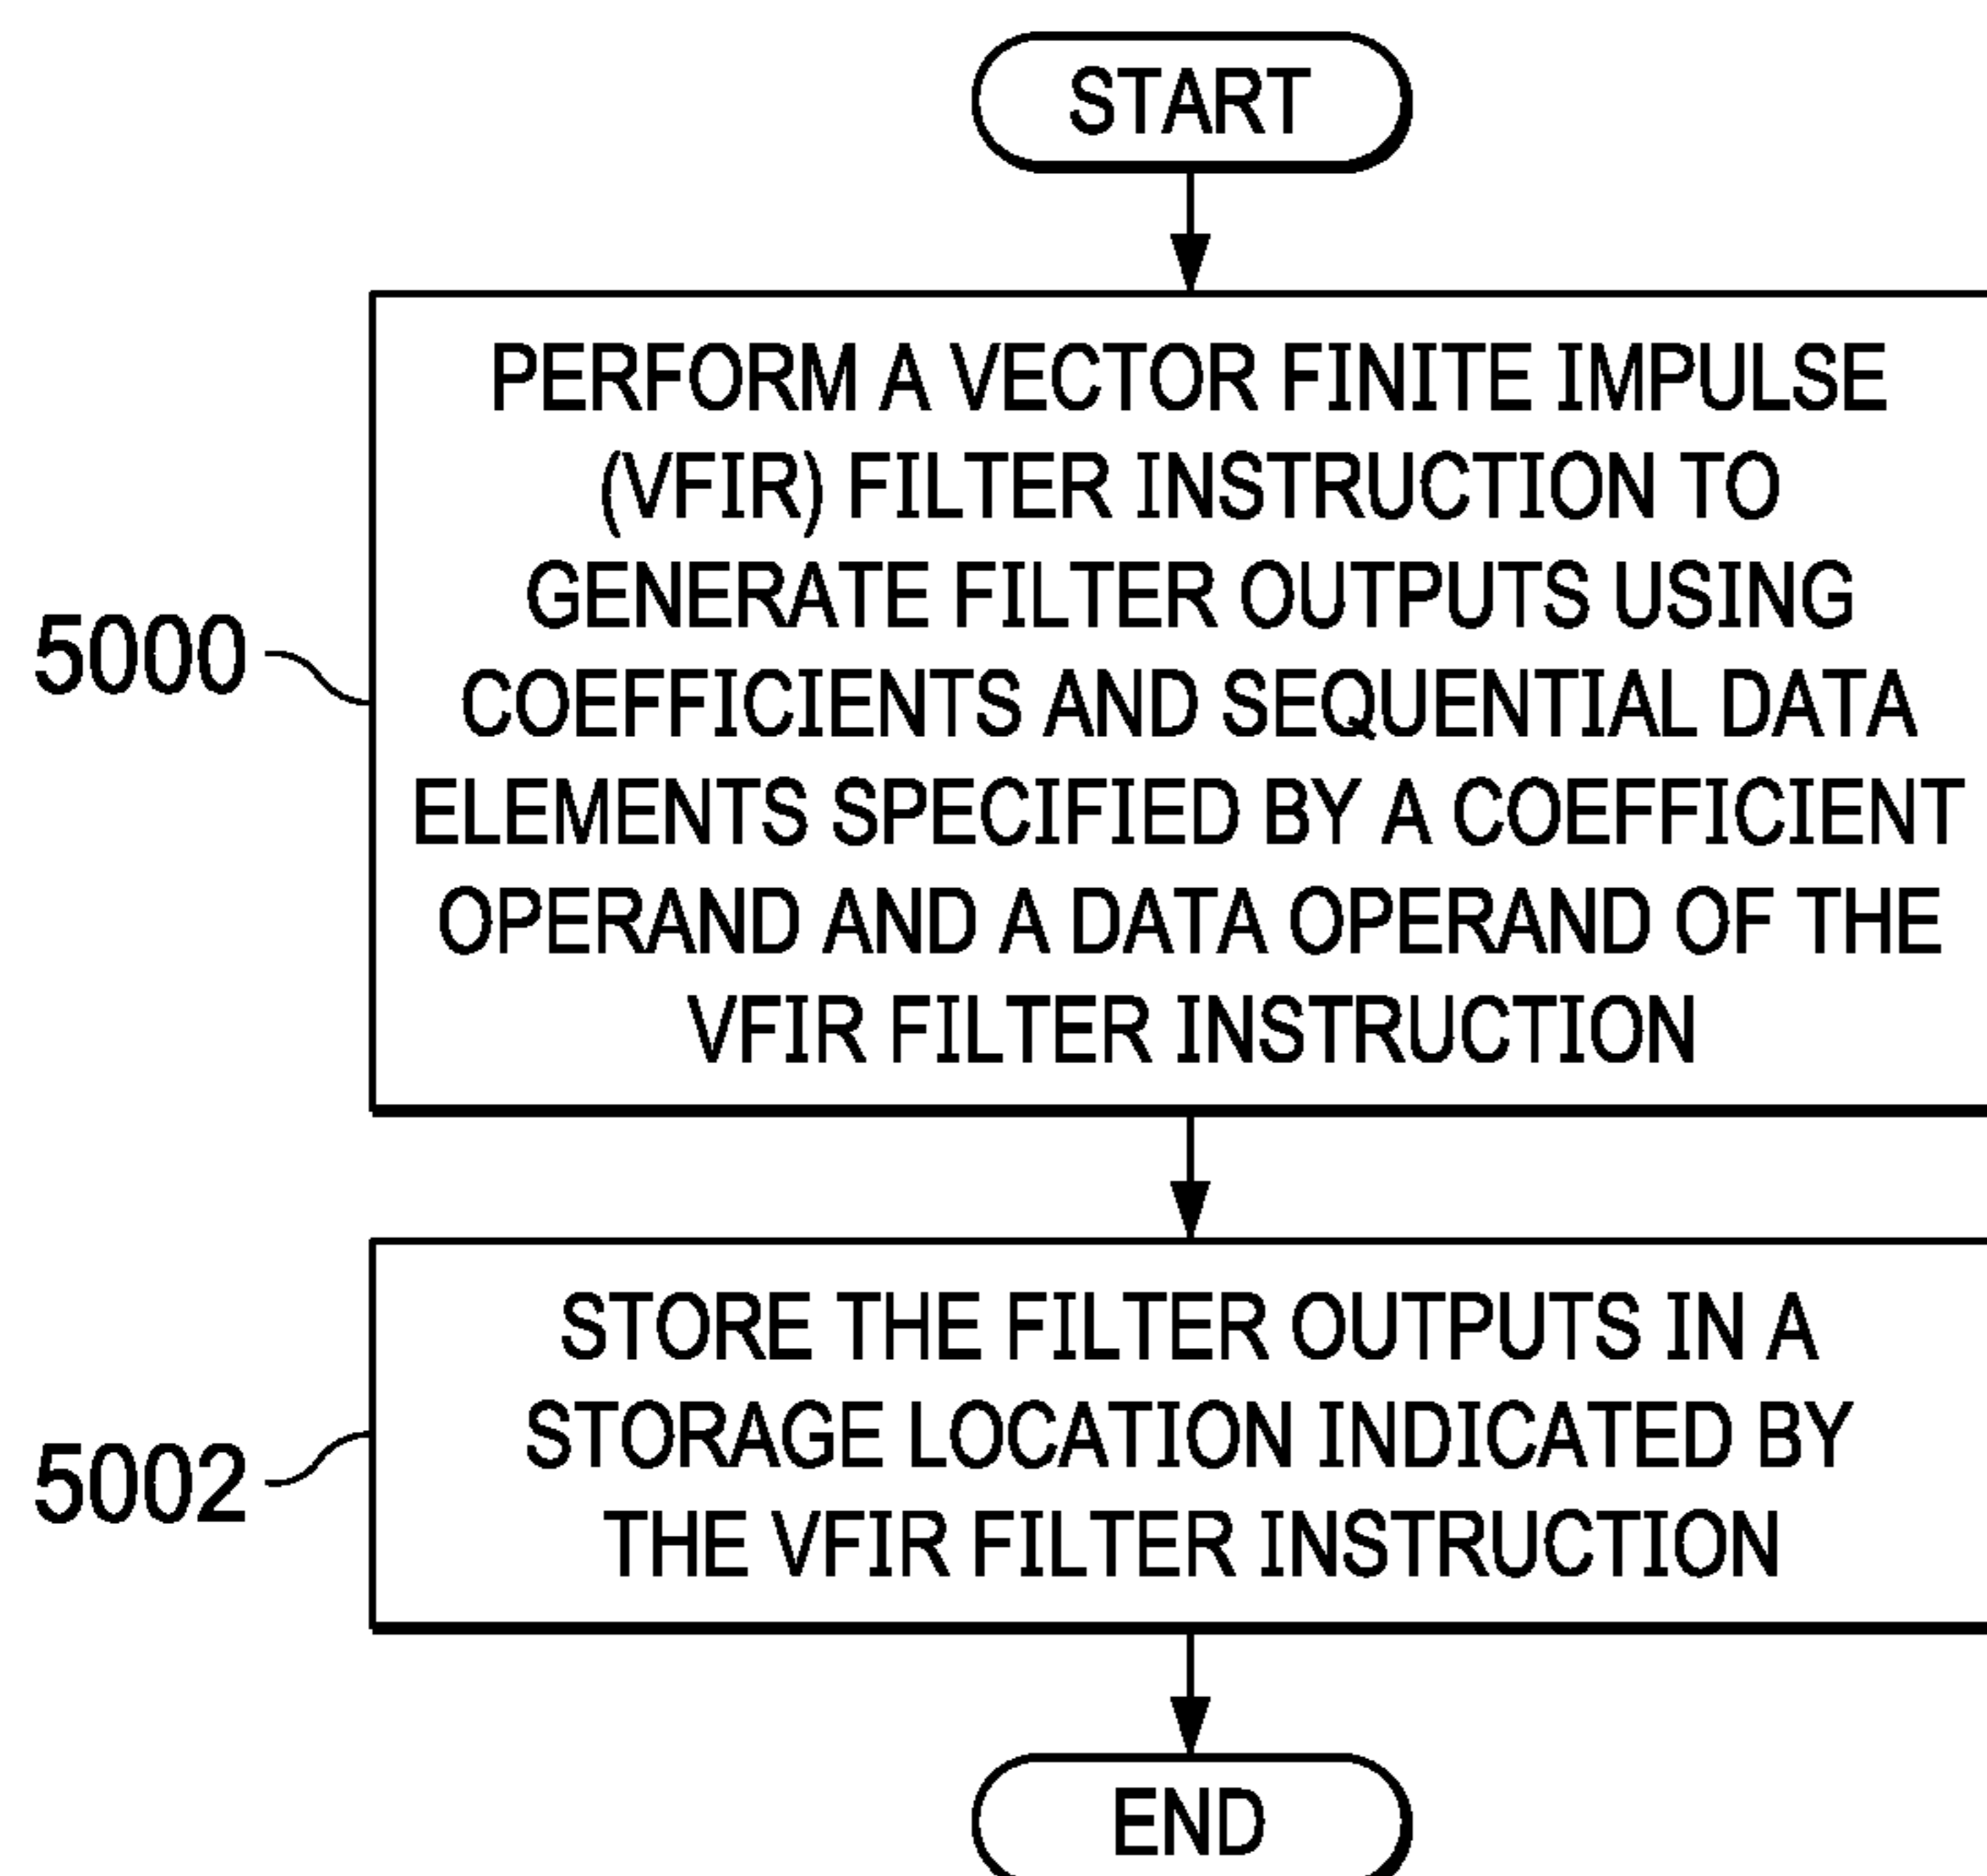 START
PERFORM A VECTOR FINITE IMPULSE
(VFIR) FILTER INSTRUCTION TO
GENERATE FILTER OUTPUTS USING
5000
COEFFICIENTS AND SEQUENTIAL DATA
ELEMENTS SPECIFIED BY A COEFFICIENT
OPERAND AND A DATA OPERAND OF THE
VFIR FILTER INSTRUCTION
STORE THE FILTER OUTPUTS IN A
STORAGE LOCATION INDICATED BY
5002
THE VFIR FILTER INSTRUCTION
END